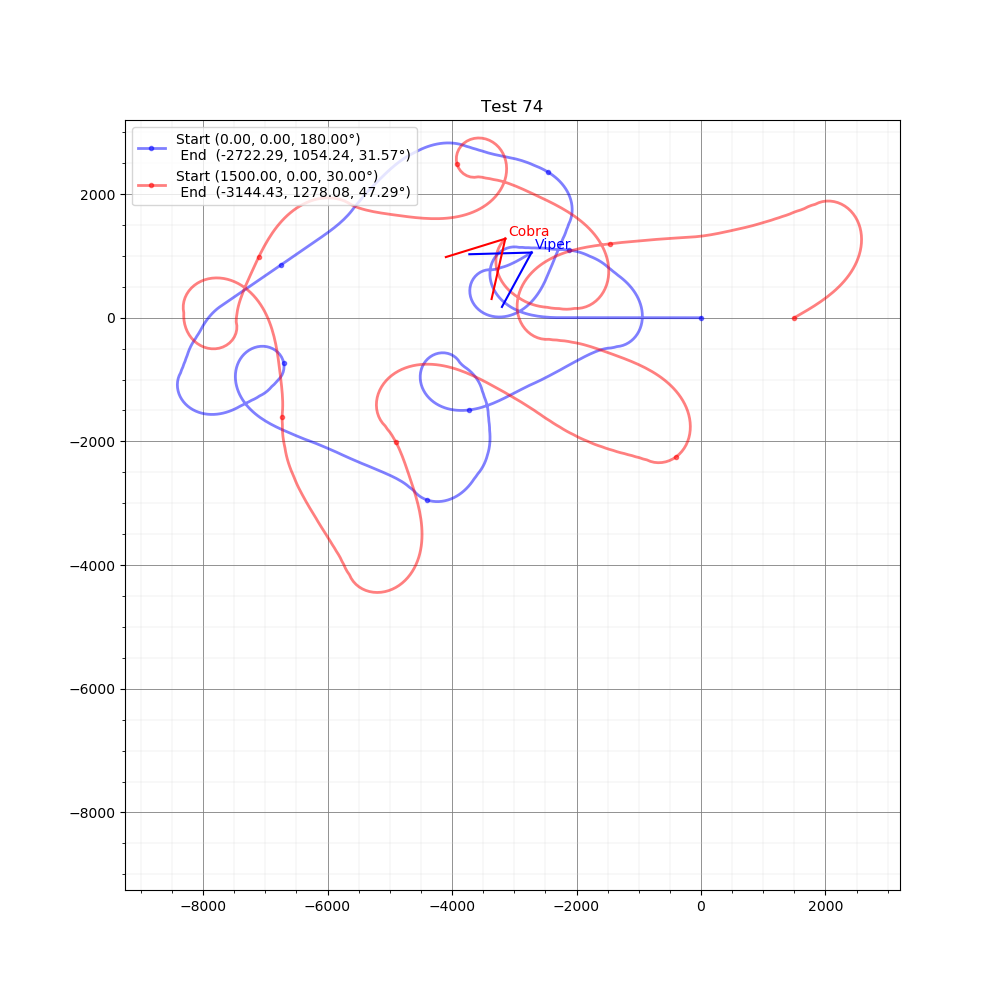 Test 74
Start (0.00, 0.00, 180.00°)
End  (-2722.29, 1054.24, 31.57°)
Start (1500.00, 0.00, 30.00°)
End  (-3144.43, 1278.08, 47.29°)
Cobra
Viper
2000
0
−2000
−4000
−6000
−8000
−8000
−6000
−4000
−2000
0
2000